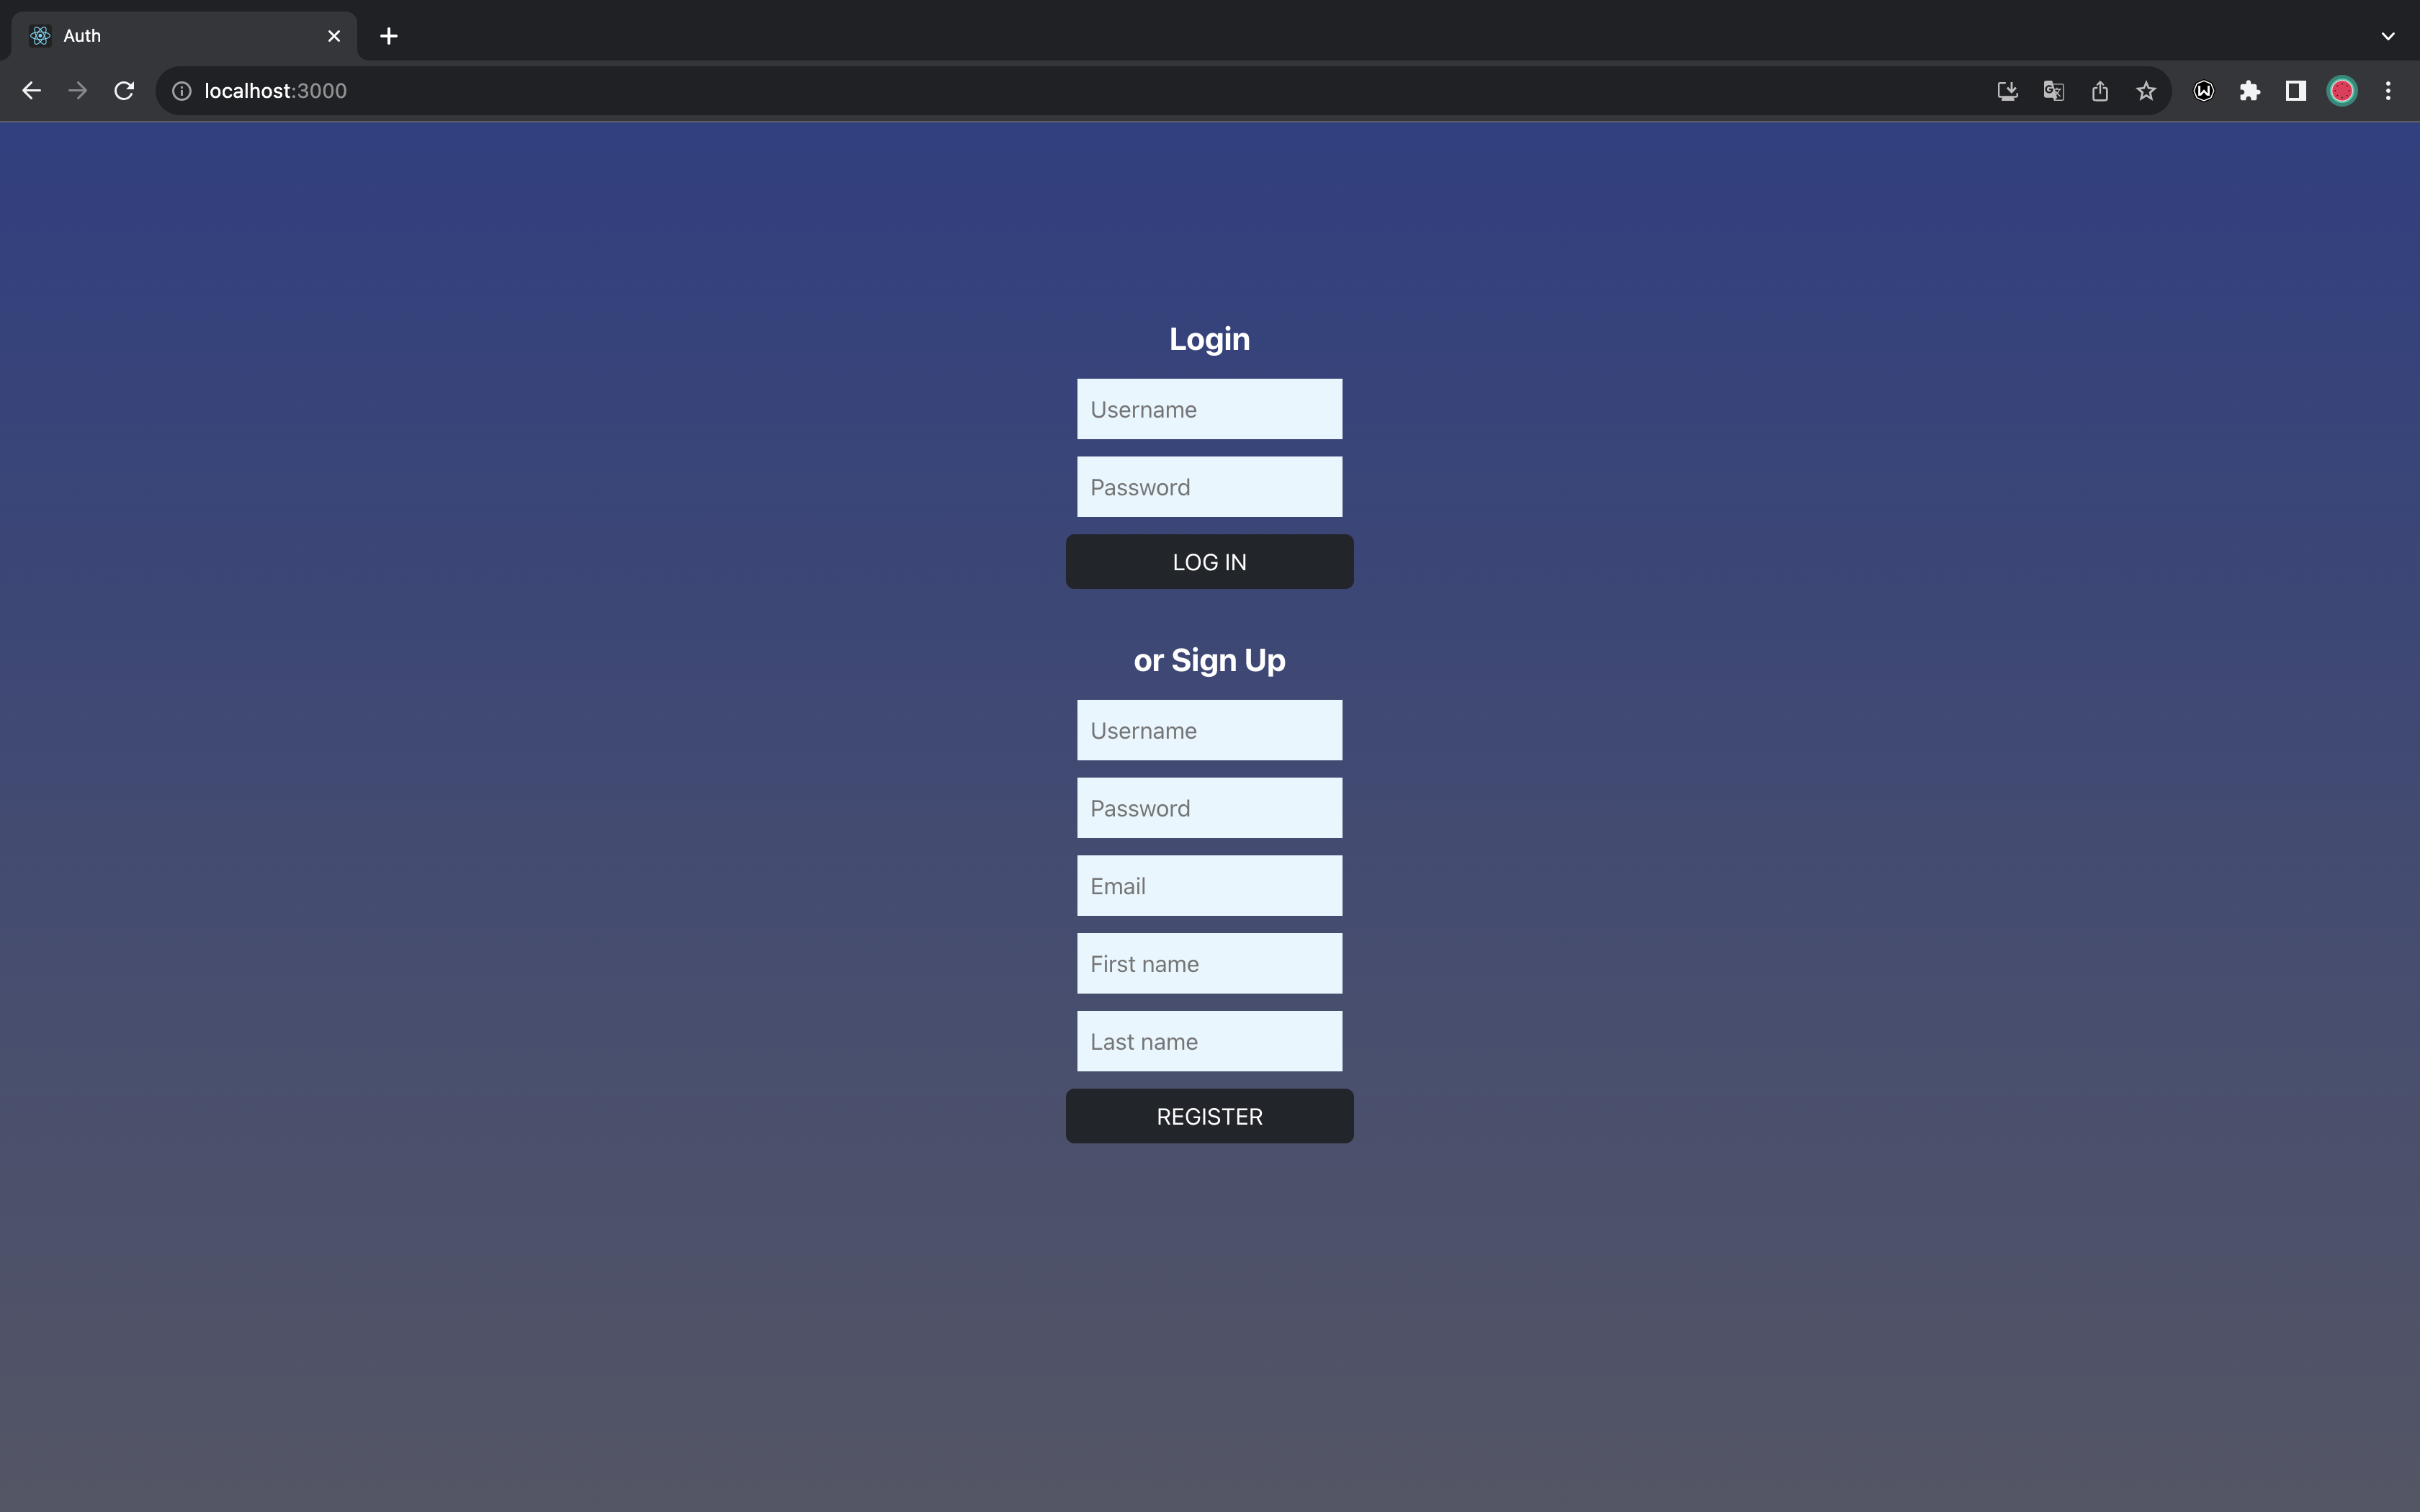 Auth
localhost:3000
Login
Username
Password
LOG IN
or Sign Up
Username
Password
Email
First name
Last name
REGISTER